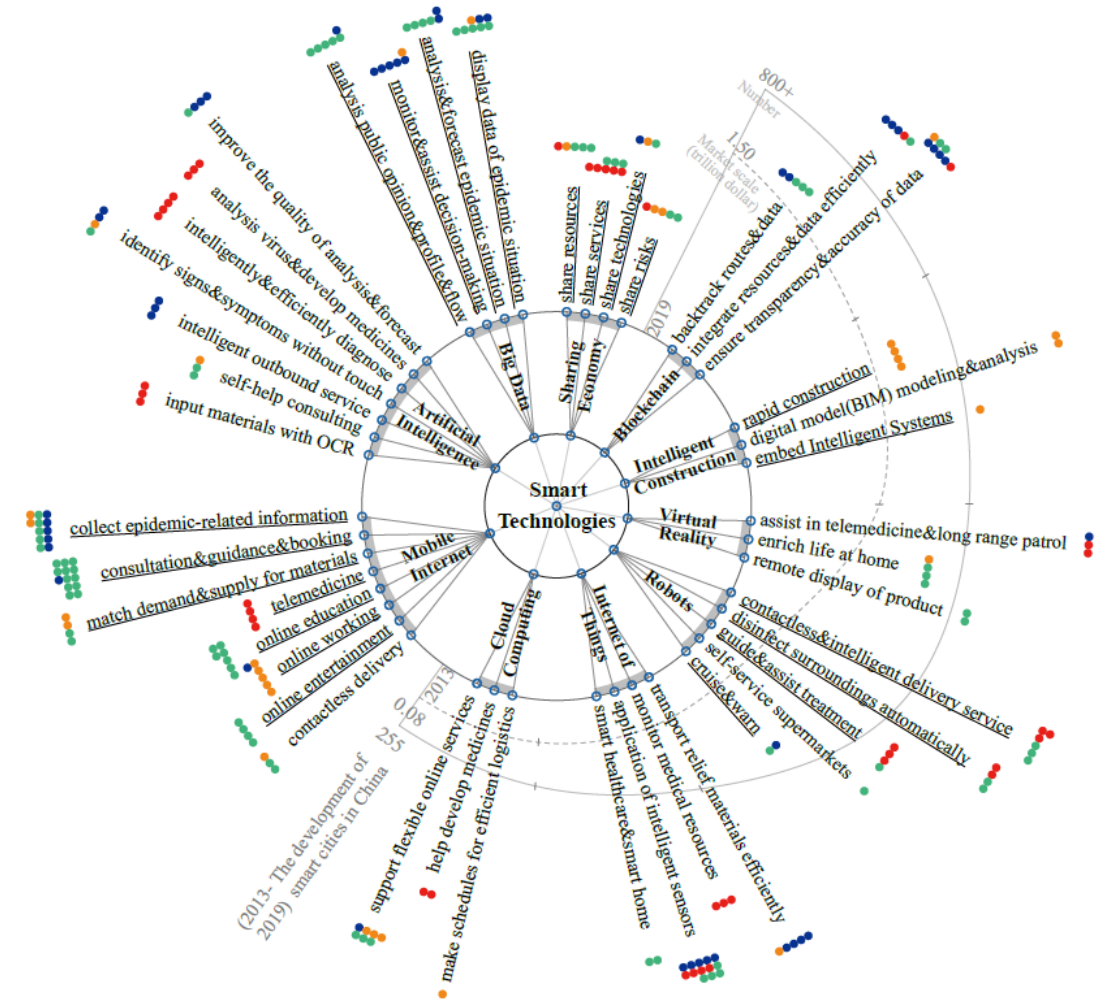 Smart
Technologies
Big Data
analysis public opinion&profile&flow
monitor&assist decision-making
analysis&forecast epidemic situation
display data of epidemic situation
Sharing
Economy
share resources
share services
share technologies
share risks
2019
800+
Number
1.50
Market scale
(trillion dollar)
Blockchain
backtrack routes&data
integrate resources&data efficiently
ensure transparency&accuracy of data
Intelligent
Construction
rapid construction
digital model(BIM) modeling&analysis
embed Intelligent Systems
Virtual
Reality
assist in telemedicine&long range patrol
enrich life at home
remote display of product
Robots
contactless&intelligent delivery service
disinfect surroundings automatically
guide&assist treatment
self-service supermarkets
cruise&warn
Internet of
Things
transport relief materials efficiently
monitor medical resources
application of intelligent sensors
smart healthcare&smart home
Cloud
Computing
make schedules for efficient logistics
help develop medicines
support flexible online services
2013
0.08
255
(2013- The development of
2019) smart cities in China
Mobile
Internet
collect epidemic-related information
consultation&guidance&booking
match demand&supply for materials
telemedicine
online education
online working
online entertainment
contactless delivery
Artificial
Intelligence
improve the quality of analysis&forecast
analysis virus&develop medicines
intelligently&efficiently diagnose
identify signs&symptoms without touch
intelligent outbound service
self-help consulting
input materials with OCR